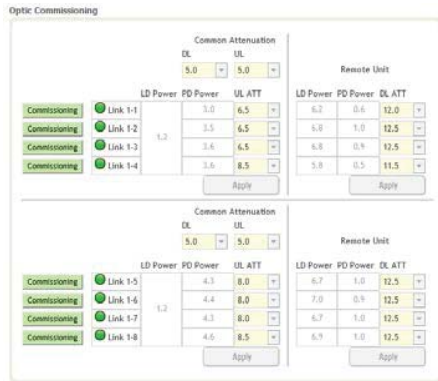 Optic Commissioning
Common Attenuation
DL UL
5.0 5.0 Remote Unit
LD Power PD Power UL ATT LD Power PD Power DL ATT
Commissioning Link 1-1 3.0 6.5 6.2 0.6 12.0
Commissioning Link 1-2 3.5 6.5 6.8 1.0 12.5
Commissioning Link 1-3 3.6 6.5 6.8 0.9 12.5
Commissioning Link 1-4 3.6 8.5 5.8 0.5 11.5
Apply Apply
Common Attenuation
DL UL
5.0 5.0 Remote Unit
LD Power PD Power UL ATT LD Power PD Power DL ATT
Commissioning Link 1-5 4.3 8.0 6.7 1.0 12.5
Commissioning Link 1-6 1.2 4.4 8.0 7.0 0.9 12.5
Commissioning Link 1-7 4.3 8.0 6.7 1.0 12.5
Commissioning Link 1-8 4.6 8.5 6.9 1.0 12.5
Apply Apply